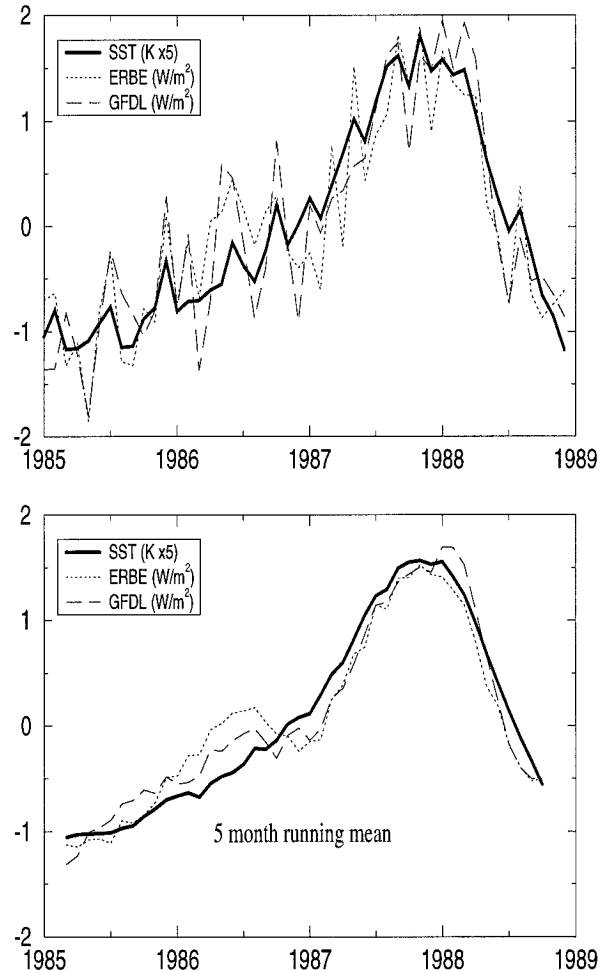 2
1
0
-1
-2
SST (K x5)
ERBE (W/m²)
GFDL (W/m²)
1985 1986 1987 1988 1989
2
1
0
-1
-2
SST (K x5)
ERBE (W/m²)
GFDL (W/m²)
5 month running mean
1985 1986 1987 1988 1989